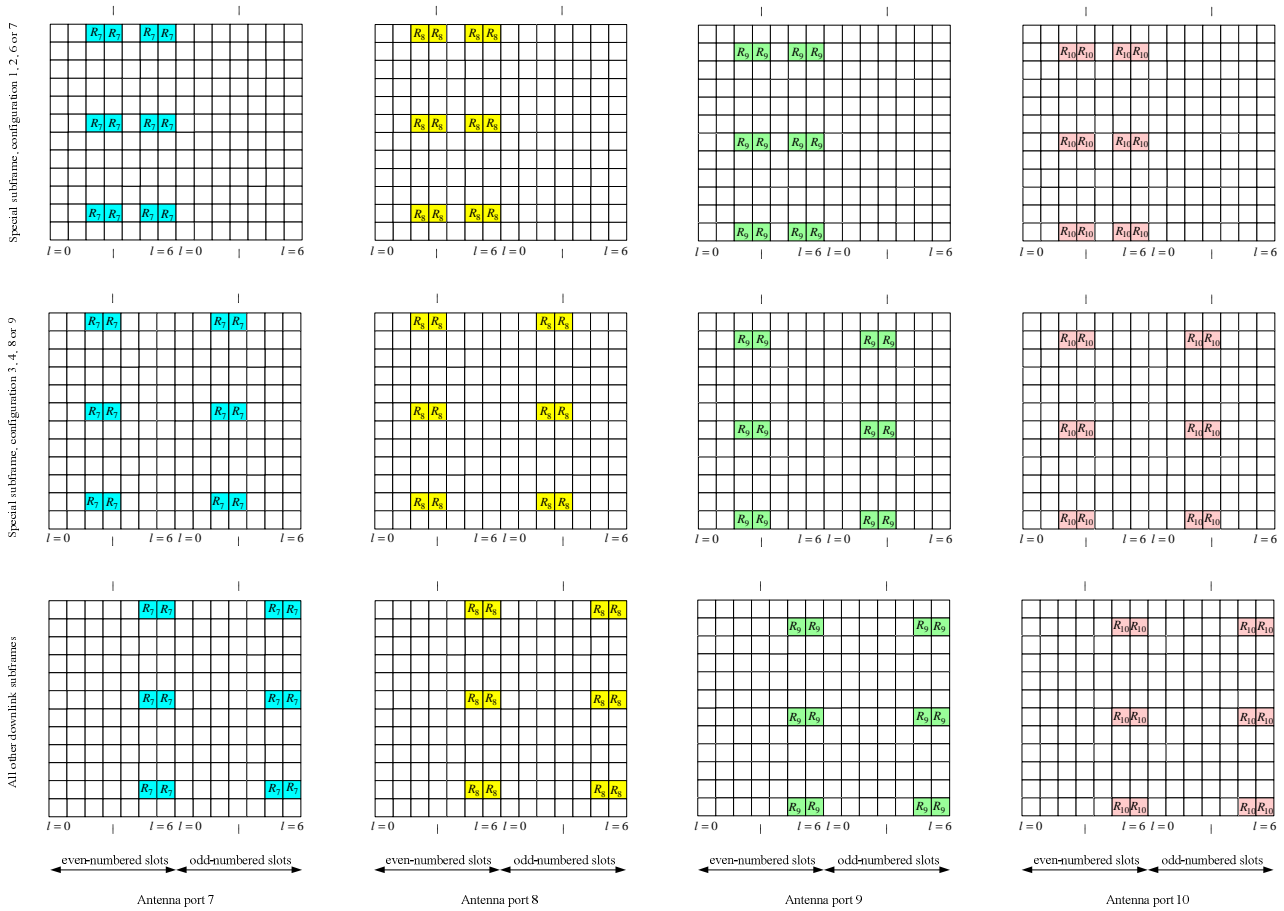 Special subframe, configuration 1, 2, 6 or 7
R7 R7 R7 R7 R8 R8 R8 R8
R9 R9 R9 R9 R10 R10 R10 R10
R7 R7 R7 R7 R8 R8 R8 R8
R9 R9 R9 R9 R10 R10 R10 R10
R7 R7 R7 R7 R8 R8 R8 R8
R9 R9 R9 R9 R10 R10 R10 R10
l = 0 l = 6 l = 0 l = 6 l = 0 l = 6 l = 0 l = 6 l = 0 l = 6 l = 0 l = 6 l = 0 l = 6 l = 0 l = 6
Special subframe, configuration 3, 4, 8 or 9
R7 R7 R7 R7 R8 R8 R8 R8
R9 R9 R9 R9 R10 R10 R10 R10
R7 R7 R7 R7 R8 R8 R8 R8
R9 R9 R9 R9 R10 R10 R10 R10
R7 R7 R7 R7 R8 R8 R8 R8
R9 R9 R9 R9 R10 R10 R10 R10
l = 0 l = 6 l = 0 l = 6 l = 0 l = 6 l = 0 l = 6 l = 0 l = 6 l = 0 l = 6 l = 0 l = 6 l = 0 l = 6
All other downlink subframes
R7 R7 R7 R7 R8 R8 R8 R8
R9 R9 R9 R9 R10 R10 R10 R10
R7 R7 R7 R7 R8 R8 R8 R8
R9 R9 R9 R9 R10 R10 R10 R10
R7 R7 R7 R7 R8 R8 R8 R8
R9 R9 R9 R9 R10 R10 R10 R10
l = 0 l = 6 l = 0 l = 6 l = 0 l = 6 l = 0 l = 6 l = 0 l = 6 l = 0 l = 6 l = 0 l = 6 l = 0 l = 6
even-numbered slots odd-numbered slots even-numbered slots odd-numbered slots even-numbered slots odd-numbered slots even-numbered slots odd-numbered slots
Antenna port 7 Antenna port 8 Antenna port 9 Antenna port 10